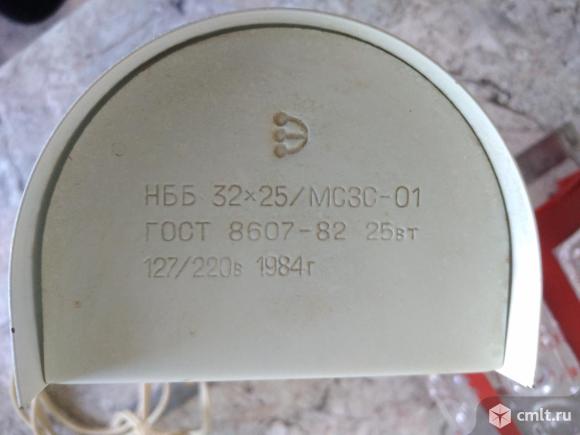 НББ 32×25/МСЗС-01
ГОСТ 8607-82 25вт
127/220в 1984г
cmlt.ru